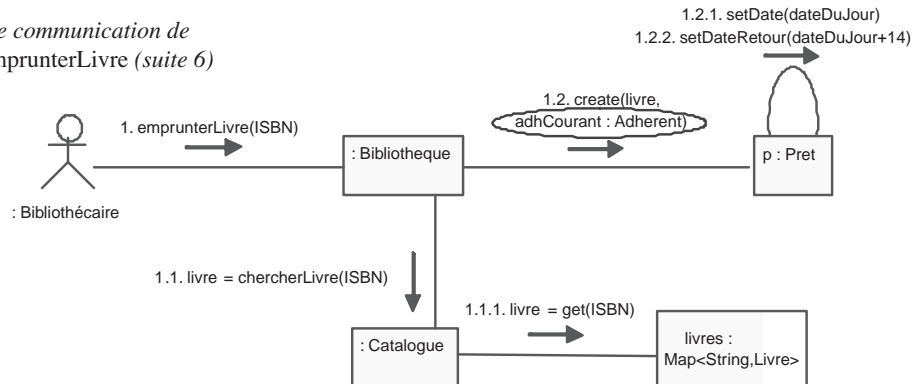 communication de
emprunterLivre (suite 6)
1.2.1. setDate(dateDuJour)
1.2.2. setDateRetour(dateDuJour+14)
1. emprunterLivre(ISBN)
1.2. create(livre,
adhCourant : Adherent)
: Bibliotheque
p : Pret
: Bibliothécaire
1.1. livre = chercherLivre(ISBN)
1.1.1. livre = get(ISBN)
: Catalogue
livres :
Map<String,Livre>